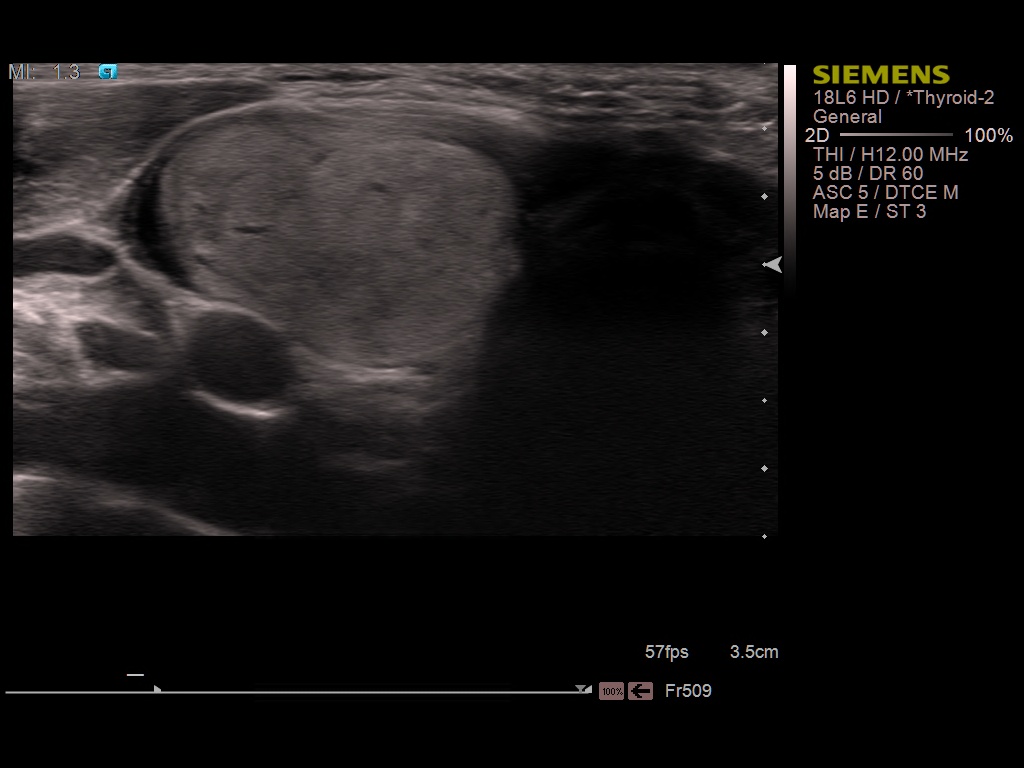 MI: 1.3
SIEMENS
18L6 HD / *Thyroid-2
General
2D 100%
THI / H12.00 MHz
5 dB / DR 60
ASC 5 / DTCE M
Map E / ST 3
57fps 3.5cm
100% Fr509